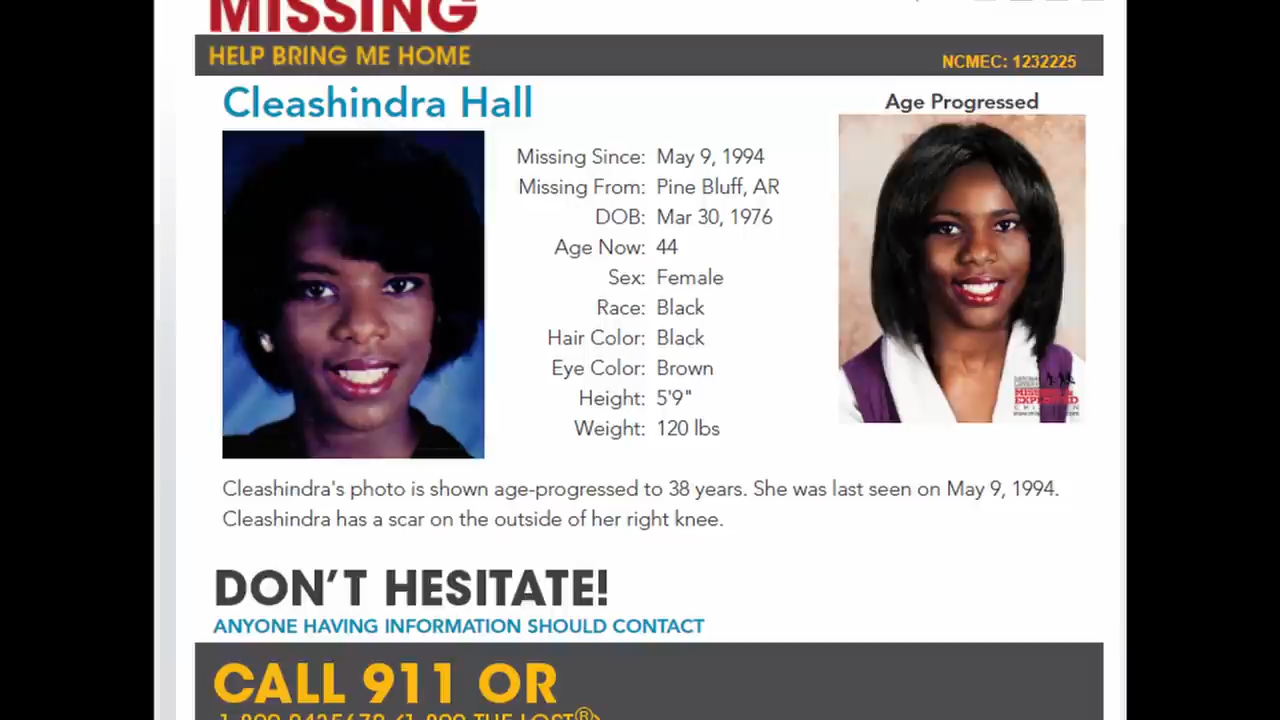 MISSING
HELP BRING ME HOME
NCMEC: 1232225
Cleashindra Hall
Age Progressed
Missing Since: May 9, 1994
Missing From: Pine Bluff, AR
DOB: Mar 30, 1976
Age Now: 44
Sex: Female
Race: Black
Hair Color: Black
Eye Color: Brown
Height: 5'9"
Weight: 120 lbs
Cleashindra's photo is shown age-progressed to 38 years. She was last seen on May 9, 1994.
Cleashindra has a scar on the outside of her right knee.
DON'T HESITATE!
ANYONE HAVING INFORMATION SHOULD CONTACT
CALL 911 OR
THE LOST®)